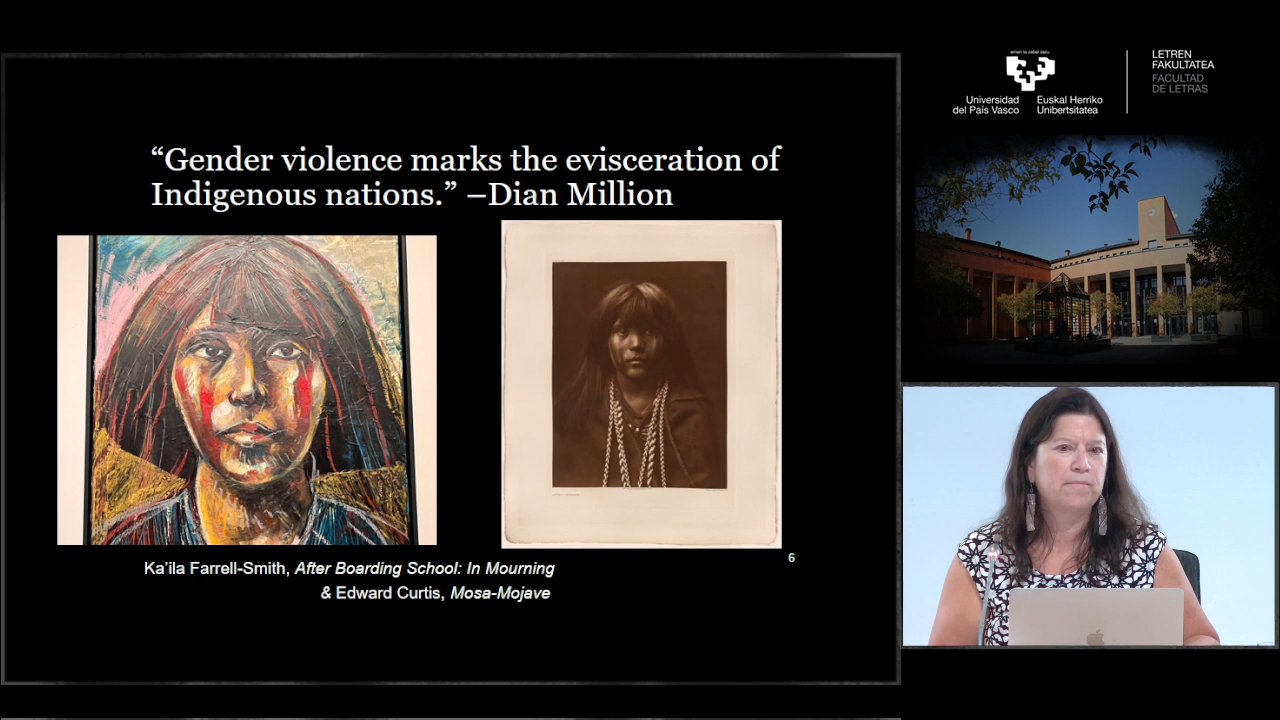 “Gender violence marks the evisceration of
Indigenous nations.” –Dian Million
6
Ka’ila Farrell-Smith, After Boarding School: In Mourning
& Edward Curtis, Mosa-Mojave
eman ta zabal zazu
Universidad
del País Vasco
Euskal Herriko
Unibertsitatea
LETREN
FAKULTATEA
FACULTAD
DE LETRAS